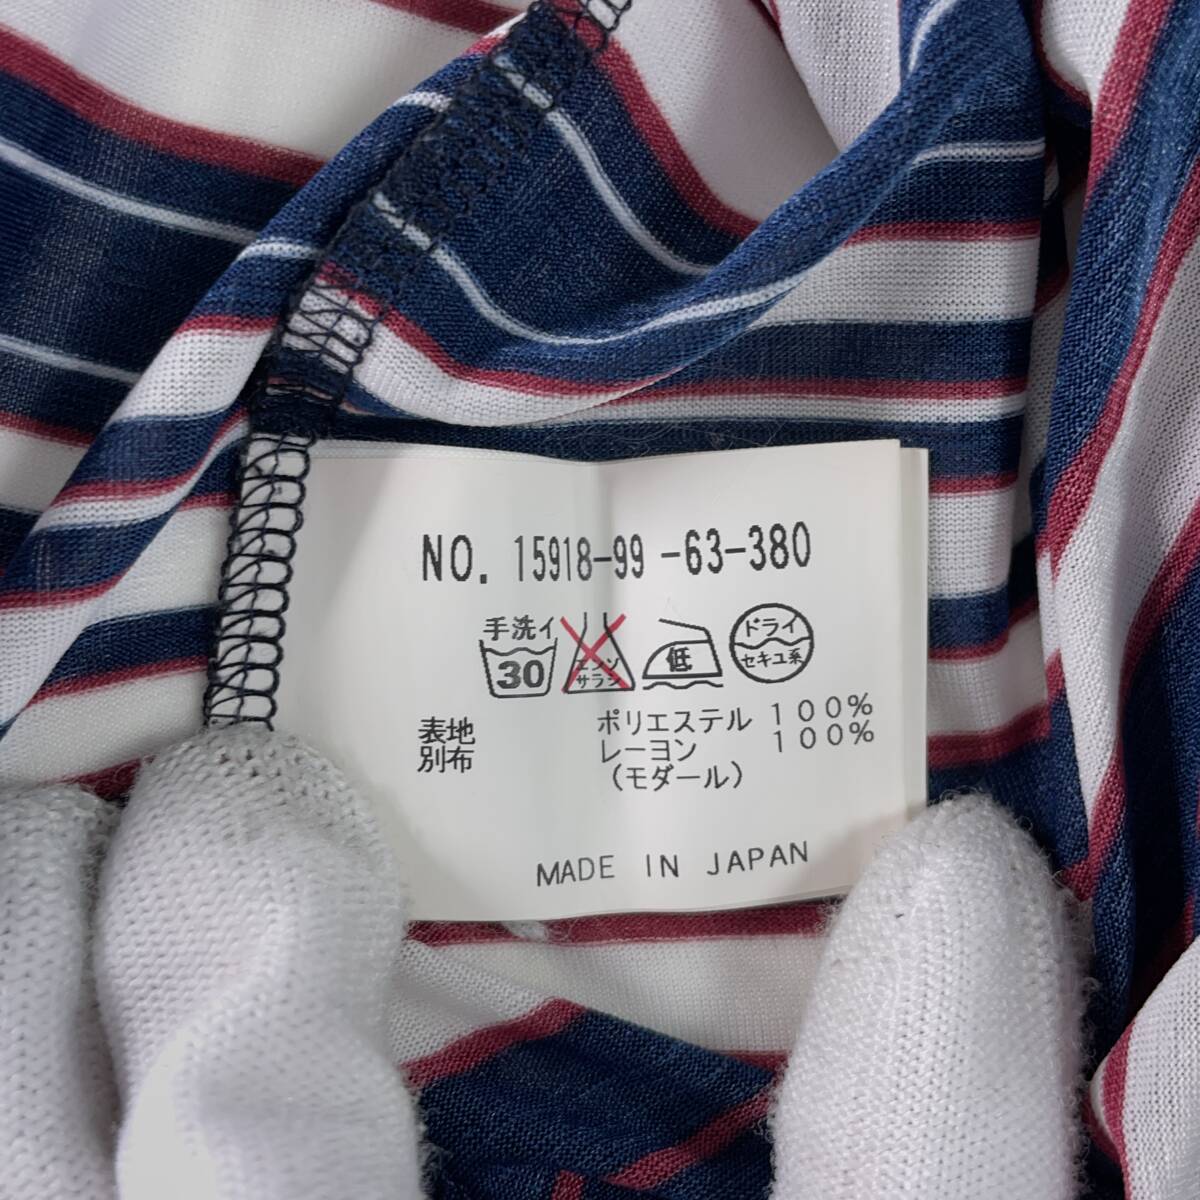 NO. 15918-99-63-380
手洗イ
30
エンソ
サラシ
低
ドライ
セキユ系
表地 ポリエステル 100%
別布 レーヨン 100%
(モダール)
MADE IN JAPAN